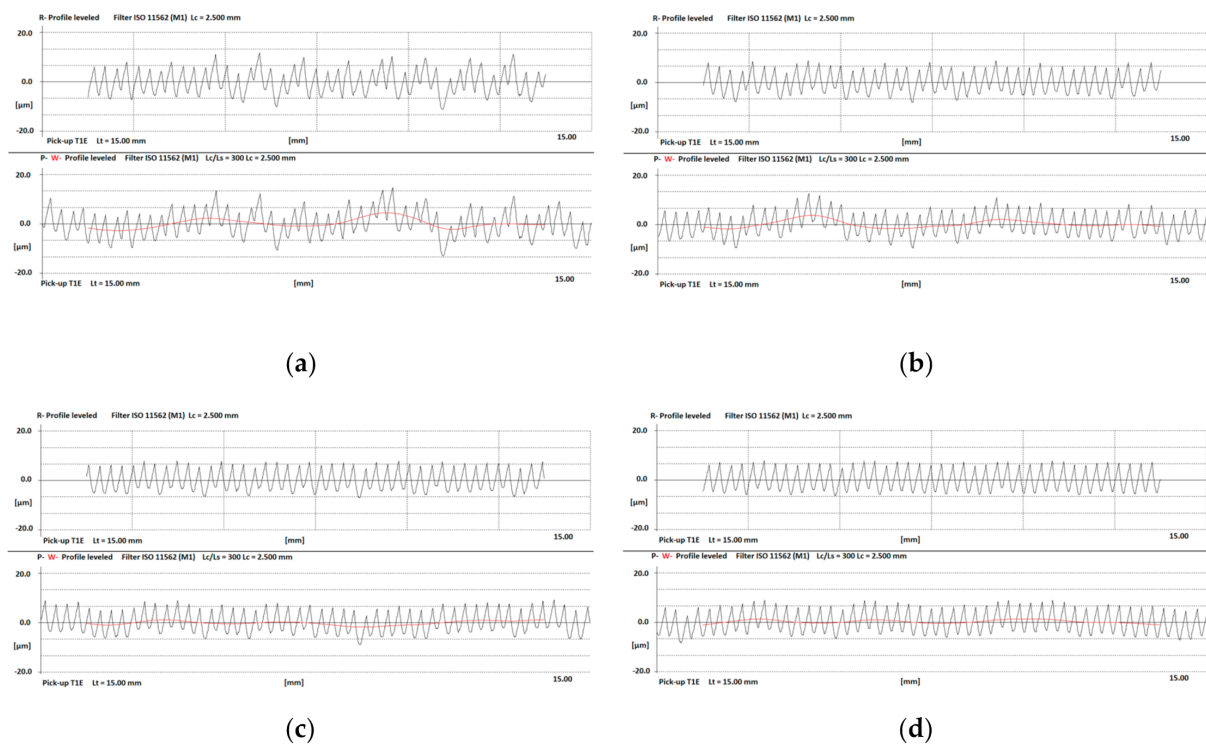 R- Profile leveled Filter ISO 11562 (M1) Lc = 2.500 mm
20.0
0.0
[µm]
-20.0
Pick-up T1E Lt = 15.00 mm [mm] 15.00
P- W- Profile leveled Filter ISO 11562 (M1) Lc/Ls = 300 Lc = 2.500 mm
20.0
0.0
[µm]
-20.0
Pick-up T1E Lt = 15.00 mm [mm] 15.00
(a)
R- Profile leveled Filter ISO 11562 (M1) Lc = 2.500 mm
20.0
0.0
[µm]
-20.0
Pick-up T1E Lt = 15.00 mm [mm] 15.00
P- W- Profile leveled Filter ISO 11562 (M1) Lc/Ls = 300 Lc = 2.500 mm
20.0
0.0
[µm]
-20.0
Pick-up T1E Lt = 15.00 mm [mm] 15.00
(b)
R- Profile leveled Filter ISO 11562 (M1) Lc = 2.500 mm
20.0
0.0
[µm]
-20.0
Pick-up T1E Lt = 15.00 mm [mm] 15.00
P- W- Profile leveled Filter ISO 11562 (M1) Lc/Ls = 300 Lc = 2.500 mm
20.0
0.0
[µm]
-20.0
Pick-up T1E Lt = 15.00 mm [mm] 15.00
(c)
R- Profile leveled Filter ISO 11562 (M1) Lc = 2.500 mm
20.0
0.0
[µm]
-20.0
Pick-up T1E Lt = 15.00 mm [mm] 15.00
P- W- Profile leveled Filter ISO 11562 (M1) Lc/Ls = 300 Lc = 2.500 mm
20.0
0.0
[µm]
-20.0
Pick-up T1E Lt = 15.00 mm [mm] 15.00
(d)